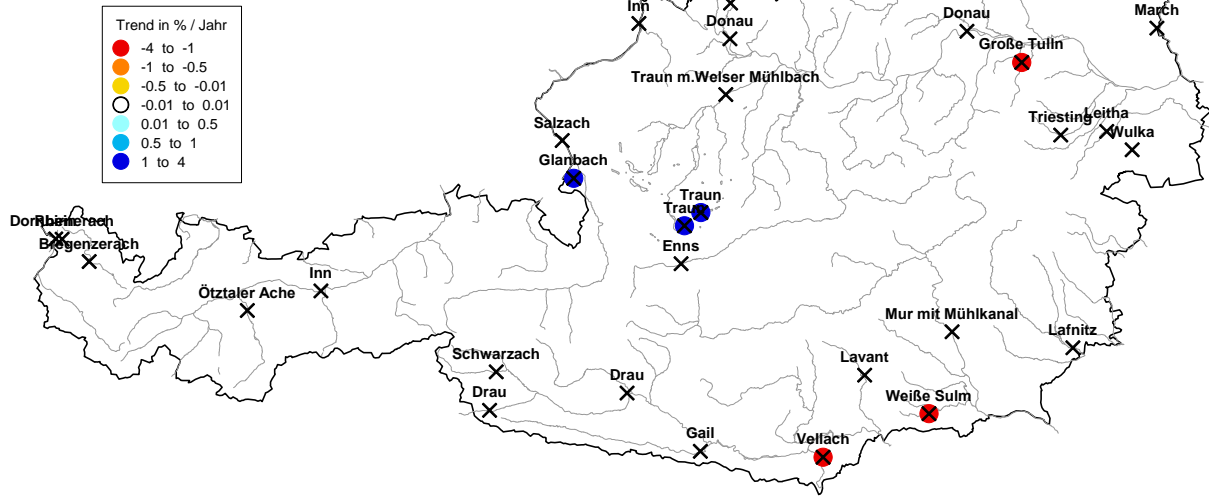 Trend in % / Jahr
-4 to -1
-1 to -0.5
-0.5 to -0.01
-0.01 to 0.01
0.01 to 0.5
0.5 to 1
1 to 4
Inn
Donau
Donau
March
Große Tulln
Traun m.Welser Mühlbach
Salzach
Triesting
Leitha
Wulka
Glanbach
Traun
Traun
Enns
Bregenzerach
Inn
Ötztaler Ache
Mur mit Mühlkanal
Lafnitz
Schwarzach
Drau
Drau
Lavant
Weiße Sulm
Gail
Vellach